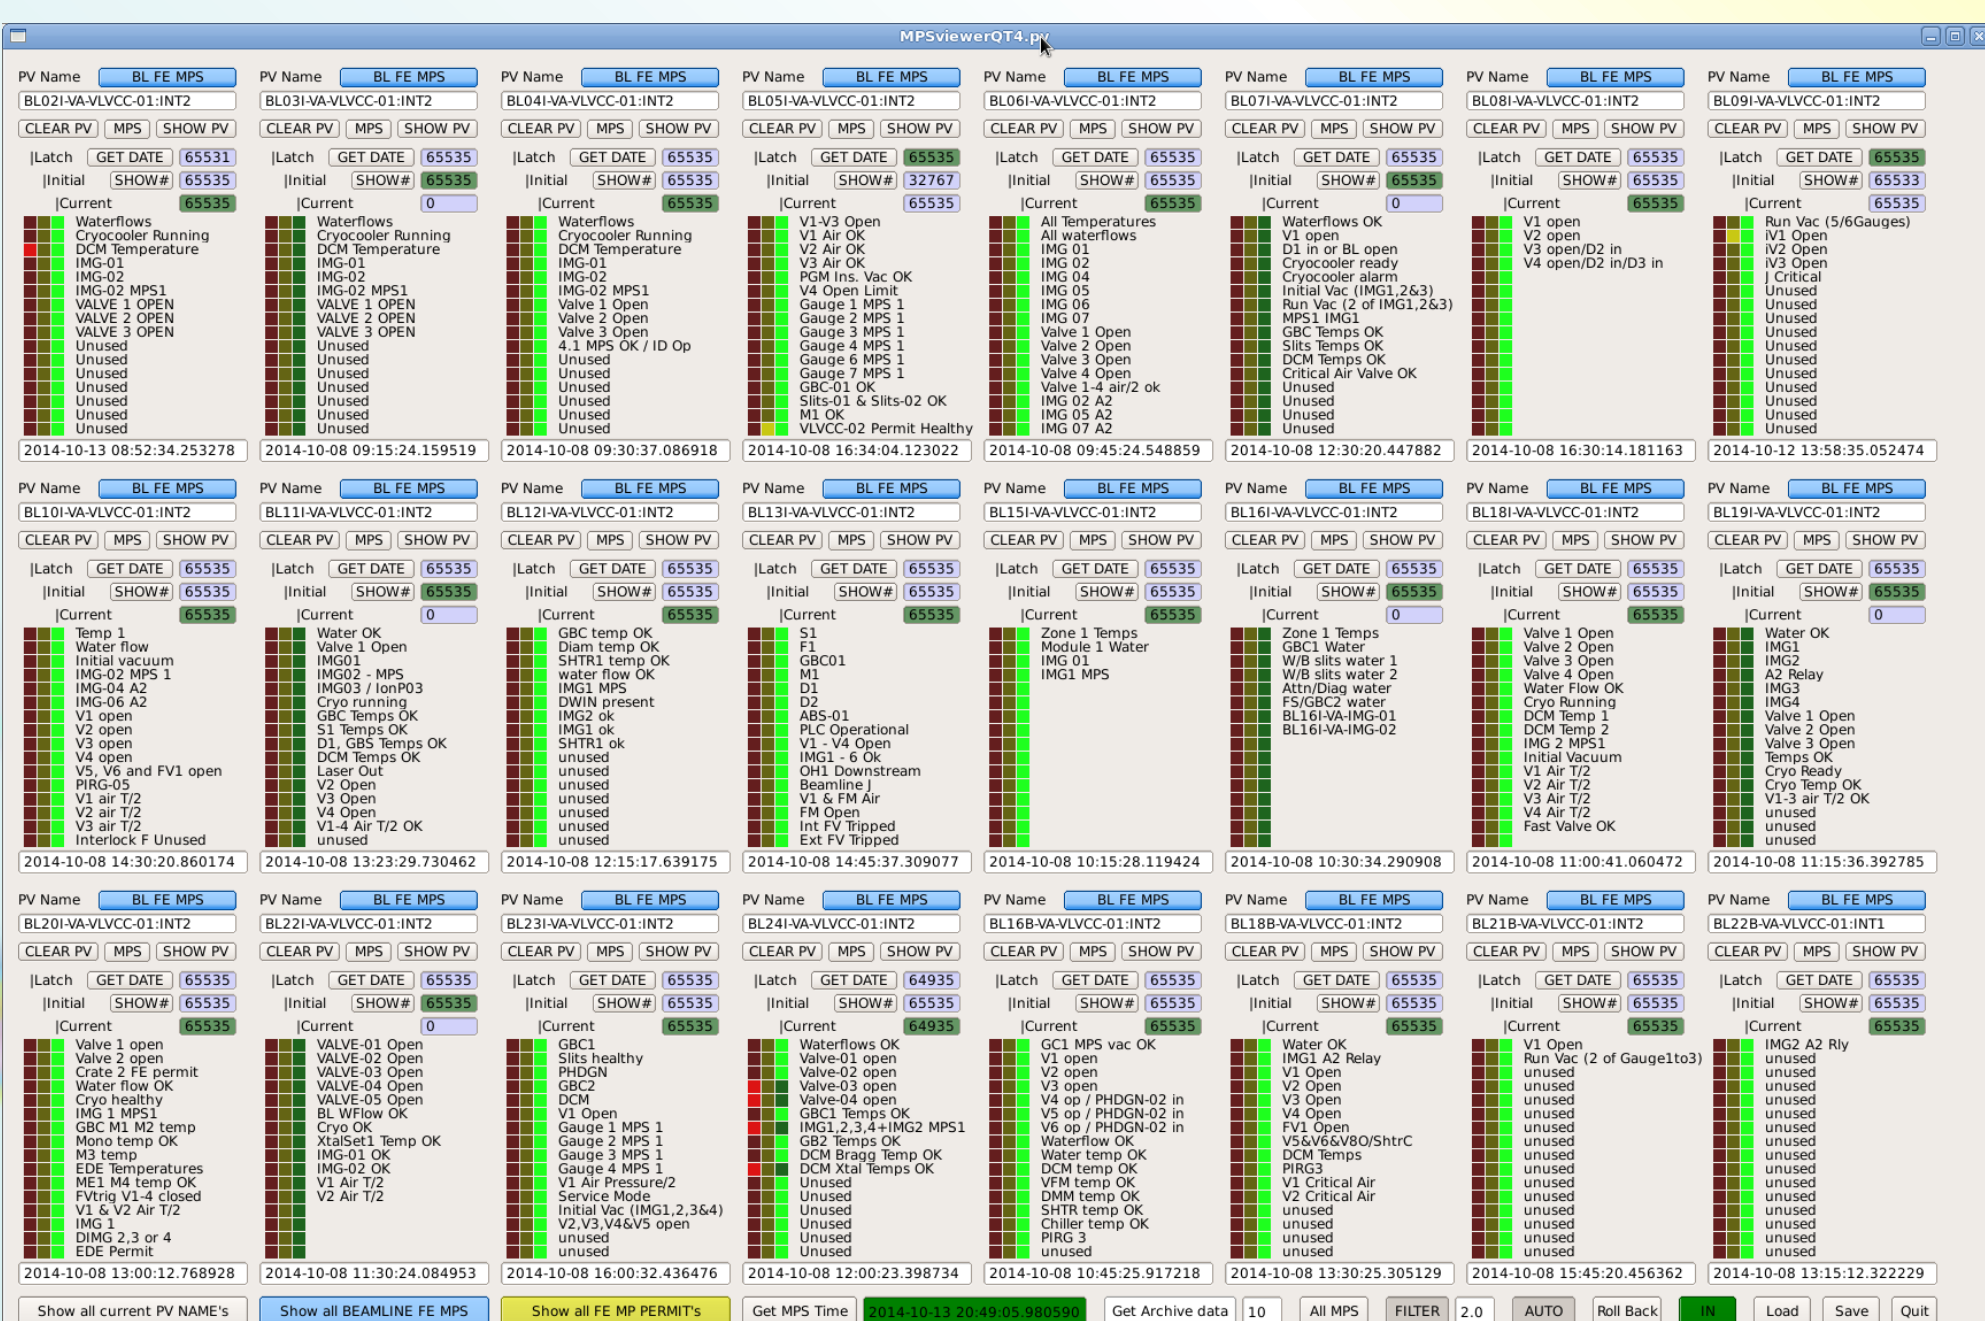 MPSviewerQT4.py
PV Name BL FE MPS PV Name BL FE MPS PV Name BL FE MPS PV Name BL FE MPS PV Name BL FE MPS PV Name BL FE MPS PV Name BL FE MPS PV Name BL FE MPS
BL02I-VA-VLVCC-01:INT2 BL03I-VA-VLVCC-01:INT2 BL04I-VA-VLVCC-01:INT2 BL05I-VA-VLVCC-01:INT2 BL06I-VA-VLVCC-01:INT2 BL07I-VA-VLVCC-01:INT2 BL08I-VA-VLVCC-01:INT2 BL09I-VA-VLVCC-01:INT2
CLEAR PV MPS SHOW PV CLEAR PV MPS SHOW PV CLEAR PV MPS SHOW PV CLEAR PV MPS SHOW PV CLEAR PV MPS SHOW PV CLEAR PV MPS SHOW PV CLEAR PV MPS SHOW PV CLEAR PV MPS SHOW PV
|Latch GET DATE 65531 |Latch GET DATE 65535 |Latch GET DATE 65535 |Latch GET DATE 65535 |Latch GET DATE 65535 |Latch GET DATE 65535 |Latch GET DATE 65535 |Latch GET DATE 65535
|Initial SHOW# 65535 |Initial SHOW# 65535 |Initial SHOW# 65535 |Initial SHOW# 32767 |Initial SHOW# 65535 |Initial SHOW# 65535 |Initial SHOW# 65535 |Initial SHOW# 65533
|Current 65535 |Current 0 |Current 65535 |Current 65535 |Current 65535 |Current 0 |Current 65535 |Current 65535
Waterflows Waterflows Waterflows V1-V3 Open All Temperatures Waterflows OK V1 open Run Vac (5/6Gauges)
Cryocooler Running Cryocooler Running Cryocooler Running V1 Air OK All waterflows V1 open V2 open iV1 Open
DCM Temperature DCM Temperature DCM Temperature V2 Air OK IMG 01 D1 in or BL open V3 open/D2 in iV2 Open
IMG-01 IMG-01 IMG-01 V3 Air OK IMG 02 Cryocooler ready V4 open/D2 in/D3 in iV3 Open
IMG-02 IMG-02 IMG-02 PGM Ins. Vac OK IMG 04 Cryocooler alarm J Critical
IMG-02 MPS1 IMG-02 MPS1 IMG-02 MPS1 V4 Open Limit IMG 05 Initial Vac (IMG1,2&3) Unused
VALVE 1 OPEN VALVE 1 OPEN Valve 1 Open Gauge 1 MPS 1 IMG 06 Run Vac (2 of IMG1,2&3) Unused
VALVE 2 OPEN VALVE 2 OPEN Valve 2 Open Gauge 2 MPS 1 IMG 07 MPS1 IMG1 Unused
VALVE 3 OPEN VALVE 3 OPEN Valve 3 Open Gauge 3 MPS 1 Valve 1 Open GBC Temps OK Unused
Unused Unused 4.1 MPS OK / ID Op Gauge 4 MPS 1 Valve 2 Open Slits Temps OK Unused
Unused Unused Unused Gauge 6 MPS 1 Valve 3 Open DCM Temps OK Unused
Unused Unused Unused Gauge 7 MPS 1 Valve 4 Open Critical Air Valve OK Unused
Unused Unused Unused GBC-01 OK Valve 1-4 air/2 ok Unused Unused
Unused Unused Unused Slits-01 & Slits-02 OK IMG 02 A2 Unused Unused
Unused Unused Unused M1 OK IMG 05 A2 Unused Unused
Unused Unused Unused VLVCC-02 Permit Healthy IMG 07 A2 Unused Unused
2014-10-13 08:52:34.253278 2014-10-08 09:15:24.159519 2014-10-08 09:30:37.086918 2014-10-08 16:34:04.123022 2014-10-08 09:45:24.548859 2014-10-08 12:30:20.447882 2014-10-08 16:30:14.181163 2014-10-12 13:58:35.052474
PV Name BL FE MPS PV Name BL FE MPS PV Name BL FE MPS PV Name BL FE MPS PV Name BL FE MPS PV Name BL FE MPS PV Name BL FE MPS PV Name BL FE MPS
BL10I-VA-VLVCC-01:INT2 BL11I-VA-VLVCC-01:INT2 BL12I-VA-VLVCC-01:INT2 BL13I-VA-VLVCC-01:INT2 BL15I-VA-VLVCC-01:INT2 BL16I-VA-VLVCC-01:INT2 BL18I-VA-VLVCC-01:INT2 BL19I-VA-VLVCC-01:INT2
CLEAR PV MPS SHOW PV CLEAR PV MPS SHOW PV CLEAR PV MPS SHOW PV CLEAR PV MPS SHOW PV CLEAR PV MPS SHOW PV CLEAR PV MPS SHOW PV CLEAR PV MPS SHOW PV CLEAR PV MPS SHOW PV
|Latch GET DATE 65535 |Latch GET DATE 65535 |Latch GET DATE 65535 |Latch GET DATE 65535 |Latch GET DATE 65535 |Latch GET DATE 65535 |Latch GET DATE 65535 |Latch GET DATE 65535
|Initial SHOW# 65535 |Initial SHOW# 65535 |Initial SHOW# 65535 |Initial SHOW# 65535 |Initial SHOW# 65535 |Initial SHOW# 65535 |Initial SHOW# 65535 |Initial SHOW# 65535
|Current 65535 |Current 0 |Current 65535 |Current 65535 |Current 65535 |Current 0 |Current 65535 |Current 0
Temp 1 Water OK GBC temp OK S1 Zone 1 Temps Zone 1 Temps Valve 1 Open Water OK
Water flow Valve 1 Open Diam temp OK F1 Module 1 Water GBC1 Water Valve 2 Open IMG1
Initial vacuum IMG01 SHTR1 temp OK GBC01 IMG 01 W/B slits water 1 Valve 3 Open IMG2
IMG-02 MPS 1 IMG02 - MPS water flow OK M1 IMG1 MPS W/B slits water 2 Valve 4 Open A2 Relay
IMG-04 A2 IMG03 / IonP03 IMG1 MPS D1 Attn/Diag water Water Flow OK IMG3
IMG-06 A2 Cryo running DWIN present D2 FS/GBC2 water Cryo Running IMG4
V1 open GBC Temps OK IMG2 ok ABS-01 BL16I-VA-IMG-01 DCM Temp 1 Valve 1 Open
V2 open S1 Temps OK IMG1 ok PLC Operational BL16I-VA-IMG-02 DCM Temp 2 Valve 2 Open
V3 open D1, GBS Temps OK SHTR1 ok V1 - V4 Open IMG 2 MPS1 Valve 3 Open
V4 open DCM Temps OK unused IMG1 - 6 Ok Initial Vacuum Temps OK
V5, V6 and FV1 open Laser Out unused OH1 Downstream V1 Air T/2 Cryo Ready
PIRG-05 V2 Open unused Beamline J V2 Air T/2 Cryo Temp OK
V1 air T/2 V3 Open unused V1 & FM Air V3 Air T/2 V1-3 air T/2 OK
V2 air T/2 V4 Open unused FM Open V4 Air T/2 unused
V3 air T/2 V1-4 Air T/2 OK unused Int FV Tripped Fast Valve OK unused
Interlock F Unused unused unused Ext FV Tripped unused
2014-10-08 14:30:20.860174 2014-10-08 13:23:29.730462 2014-10-08 12:15:17.639175 2014-10-08 14:45:37.309077 2014-10-08 10:15:28.119424 2014-10-08 10:30:34.290908 2014-10-08 11:00:41.060472 2014-10-08 11:15:36.392785
PV Name BL FE MPS PV Name BL FE MPS PV Name BL FE MPS PV Name BL FE MPS PV Name BL FE MPS PV Name BL FE MPS PV Name BL FE MPS PV Name BL FE MPS
BL20I-VA-VLVCC-01:INT2 BL22I-VA-VLVCC-01:INT2 BL23I-VA-VLVCC-01:INT2 BL24I-VA-VLVCC-01:INT2 BL16B-VA-VLVCC-01:INT2 BL18B-VA-VLVCC-01:INT2 BL21B-VA-VLVCC-01:INT2 BL22B-VA-VLVCC-01:INT1
CLEAR PV MPS SHOW PV CLEAR PV MPS SHOW PV CLEAR PV MPS SHOW PV CLEAR PV MPS SHOW PV CLEAR PV MPS SHOW PV CLEAR PV MPS SHOW PV CLEAR PV MPS SHOW PV CLEAR PV MPS SHOW PV
|Latch GET DATE 65535 |Latch GET DATE 65535 |Latch GET DATE 65535 |Latch GET DATE 64935 |Latch GET DATE 65535 |Latch GET DATE 65535 |Latch GET DATE 65535 |Latch GET DATE 65535
|Initial SHOW# 65535 |Initial SHOW# 65535 |Initial SHOW# 65535 |Initial SHOW# 65535 |Initial SHOW# 65535 |Initial SHOW# 65535 |Initial SHOW# 65535 |Initial SHOW# 65535
|Current 65535 |Current 0 |Current 65535 |Current 64935 |Current 65535 |Current 65535 |Current 65535 |Current 65535
Valve 1 open VALVE-01 Open GBC1 Waterflows OK GC1 MPS vac OK Water OK V1 Open IMG2 A2 Rly
Valve 2 open VALVE-02 Open Slits healthy Valve-01 open V1 open IMG1 A2 Relay Run Vac (2 of Gauge1to3) unused
Crate 2 FE permit VALVE-03 Open PHDGN Valve-02 open V2 open V1 Open unused unused
Water flow OK VALVE-04 Open GBC2 Valve-03 open V3 open V2 Open unused unused
Cryo healthy VALVE-05 Open DCM Valve-04 open V4 op / PHDGN-02 in V3 Open unused unused
IMG 1 MPS1 BL WFlow OK V1 Open GBC1 Temps OK V5 op / PHDGN-02 in V4 Open unused unused
GBC M1 M2 temp Cryo OK Gauge 1 MPS 1 IMG1,2,3,4+IMG2 MPS1 V6 op / PHDGN-02 in FV1 Open unused unused
Mono temp OK XtalSet1 Temp OK Gauge 2 MPS 1 GB2 Temps OK Waterflow OK V5&V6&V8O/ShtrC unused unused
M3 temp IMG-01 OK Gauge 3 MPS 1 DCM Bragg Temp OK Water temp OK DCM Temps unused unused
EDE Temperatures IMG-02 OK Gauge 4 MPS 1 DCM Xtal Temps OK DCM temp OK PIRG3 unused unused
ME1 M4 temp OK V1 Air T/2 V1 Air Pressure/2 Unused VFM temp OK V1 Critical Air unused unused
FVtrig V1-4 closed V2 Air T/2 Service Mode Unused DMM temp OK V2 Critical Air unused unused
V1 & V2 Air T/2 Initial Vac (IMG1,2,3&4) Unused SHTR temp OK unused unused unused
IMG 1 V2,V3,V4&V5 open Unused Chiller temp OK unused unused unused
DIMG 2,3 or 4 unused Unused PIRG 3 unused unused unused
EDE Permit unused Unused unused unused unused unused
2014-10-08 13:00:12.768928 2014-10-08 11:30:24.084953 2014-10-08 16:00:32.436476 2014-10-08 12:00:23.398734 2014-10-08 10:45:25.917218 2014-10-08 13:30:25.305129 2014-10-08 15:45:20.456362 2014-10-08 13:15:12.322229
Show all current PV NAME's Show all BEAMLINE FE MPS Show all FE MP PERMIT's Get MPS Time 2014-10-13 20:49:05.980590 Get Archive data 10 All MPS FILTER 2.0 AUTO Roll Back IN Load Save Quit